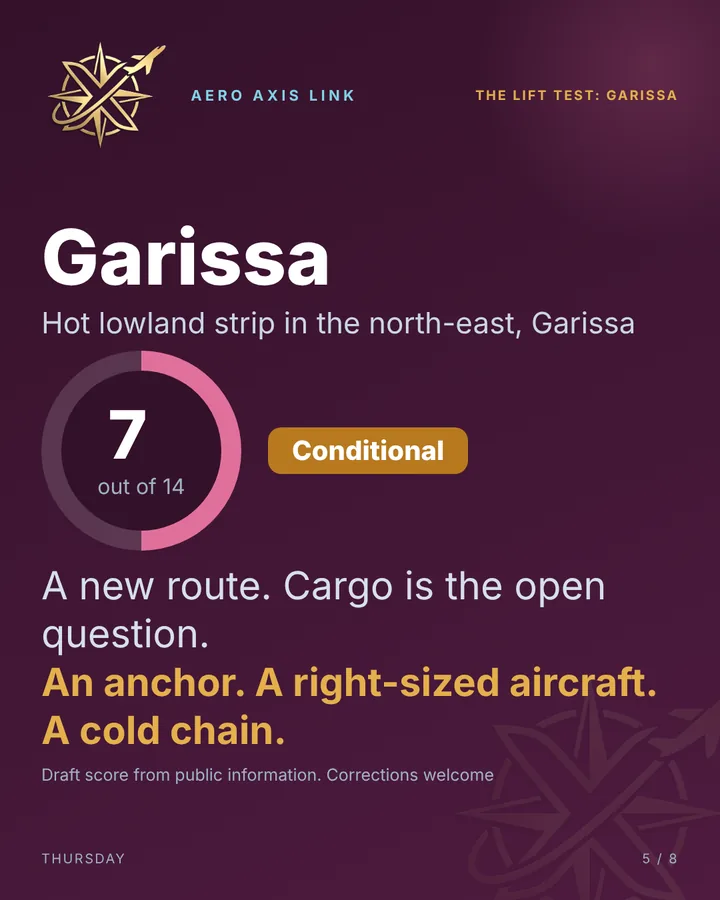 AERO AXIS LINK
THE LIFT TEST: GARISSA
Garissa
Hot lowland strip in the north-east, Garissa
7
out of 14
Conditional
A new route. Cargo is the open
question.
An anchor. A right-sized aircraft.
A cold chain.
Draft score from public information. Corrections welcome
THURSDAY
5 / 8